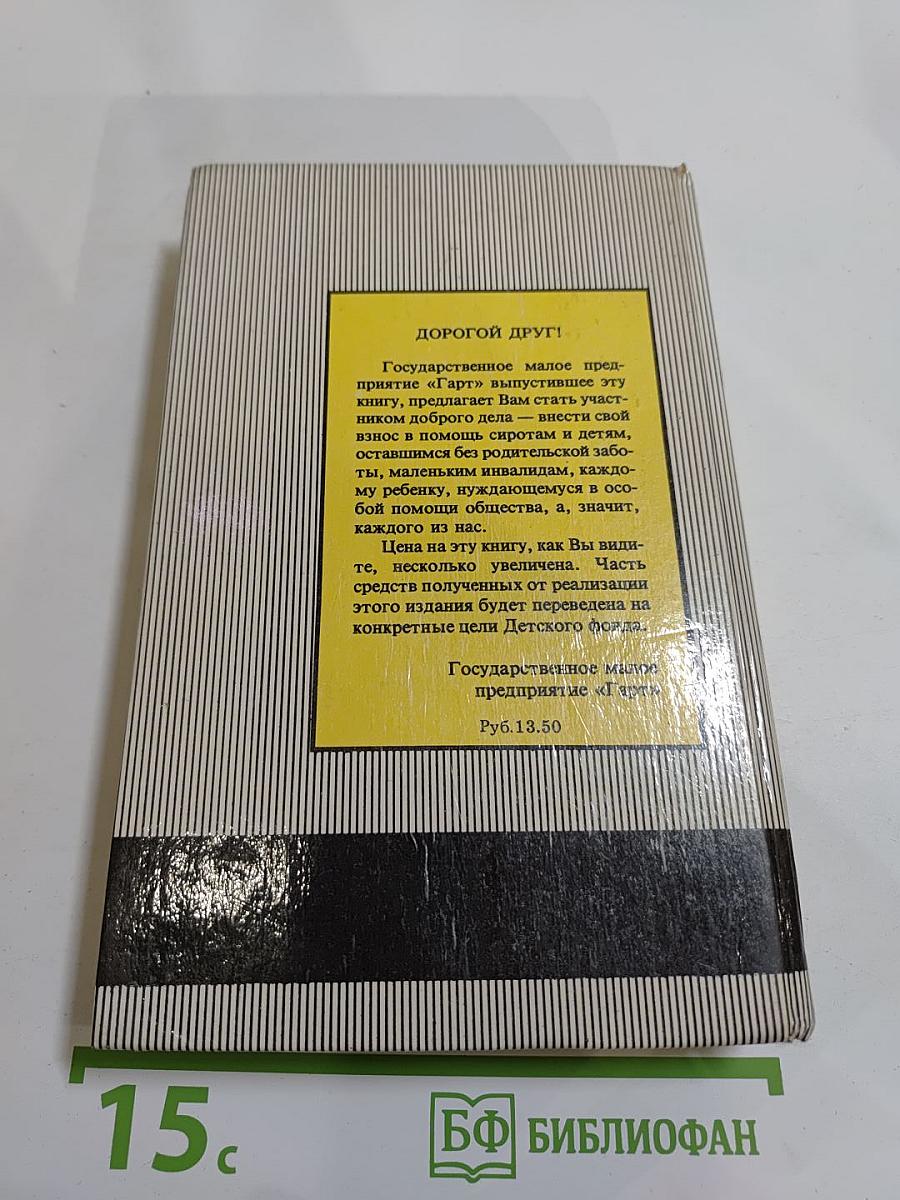 ДОРОГОЙ ДРУГ!
Государственное малое пред-
приятие «Гарт» выпустившее эту
книгу, предлагает Вам стать участ-
ником доброго дела — внести свой
взнос в помощь сиротам и детям,
оставшимся без родительской забо-
ты, маленьким инвалидам, каждо-
му ребенку, нуждающемуся в осо-
бой помощи общества, а, значит,
каждого из нас.
Цена на эту книгу, как Вы види-
те, несколько увеличена. Часть
средств полученных от реализации
этого издания будет переведена на
конкретные цели Детского фонда.
Государственное малое
предприятие «Гарт»
Руб.13.50
15 с
БФ БИБЛИОФАН